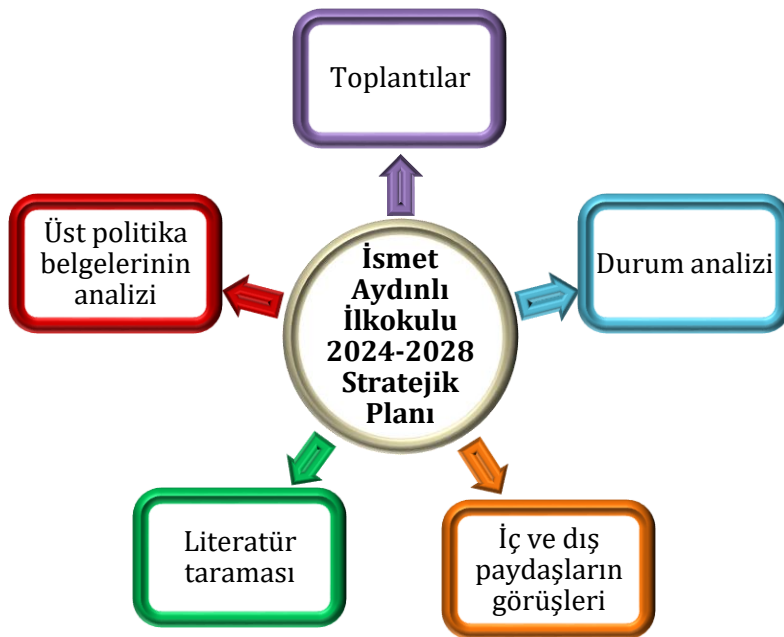 Toplantılar
Üst politika
belgelerinin
analizi
İsmet
Aydınlı
İlkokulu
2024-2028
Stratejik
Planı
Durum analizi
Literatür
taraması
İç ve dış
paydaşların
görüşleri